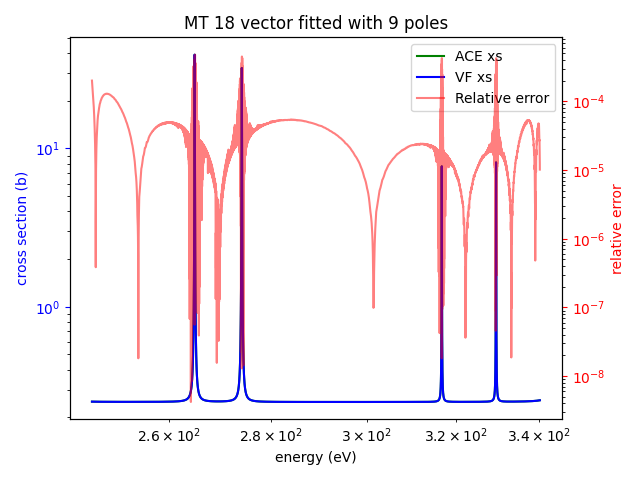 MT 18 vector fitted with 9 poles
ACE xs
VF xs
Relative error
cross section (b)
10¹
10⁰
10⁻⁴
10⁻⁵
10⁻⁶
10⁻⁷
10⁻⁸
relative error
2.6 × 10² 2.8 × 10² 3 × 10² 3.2 × 10² 3.4 × 10²
energy (eV)